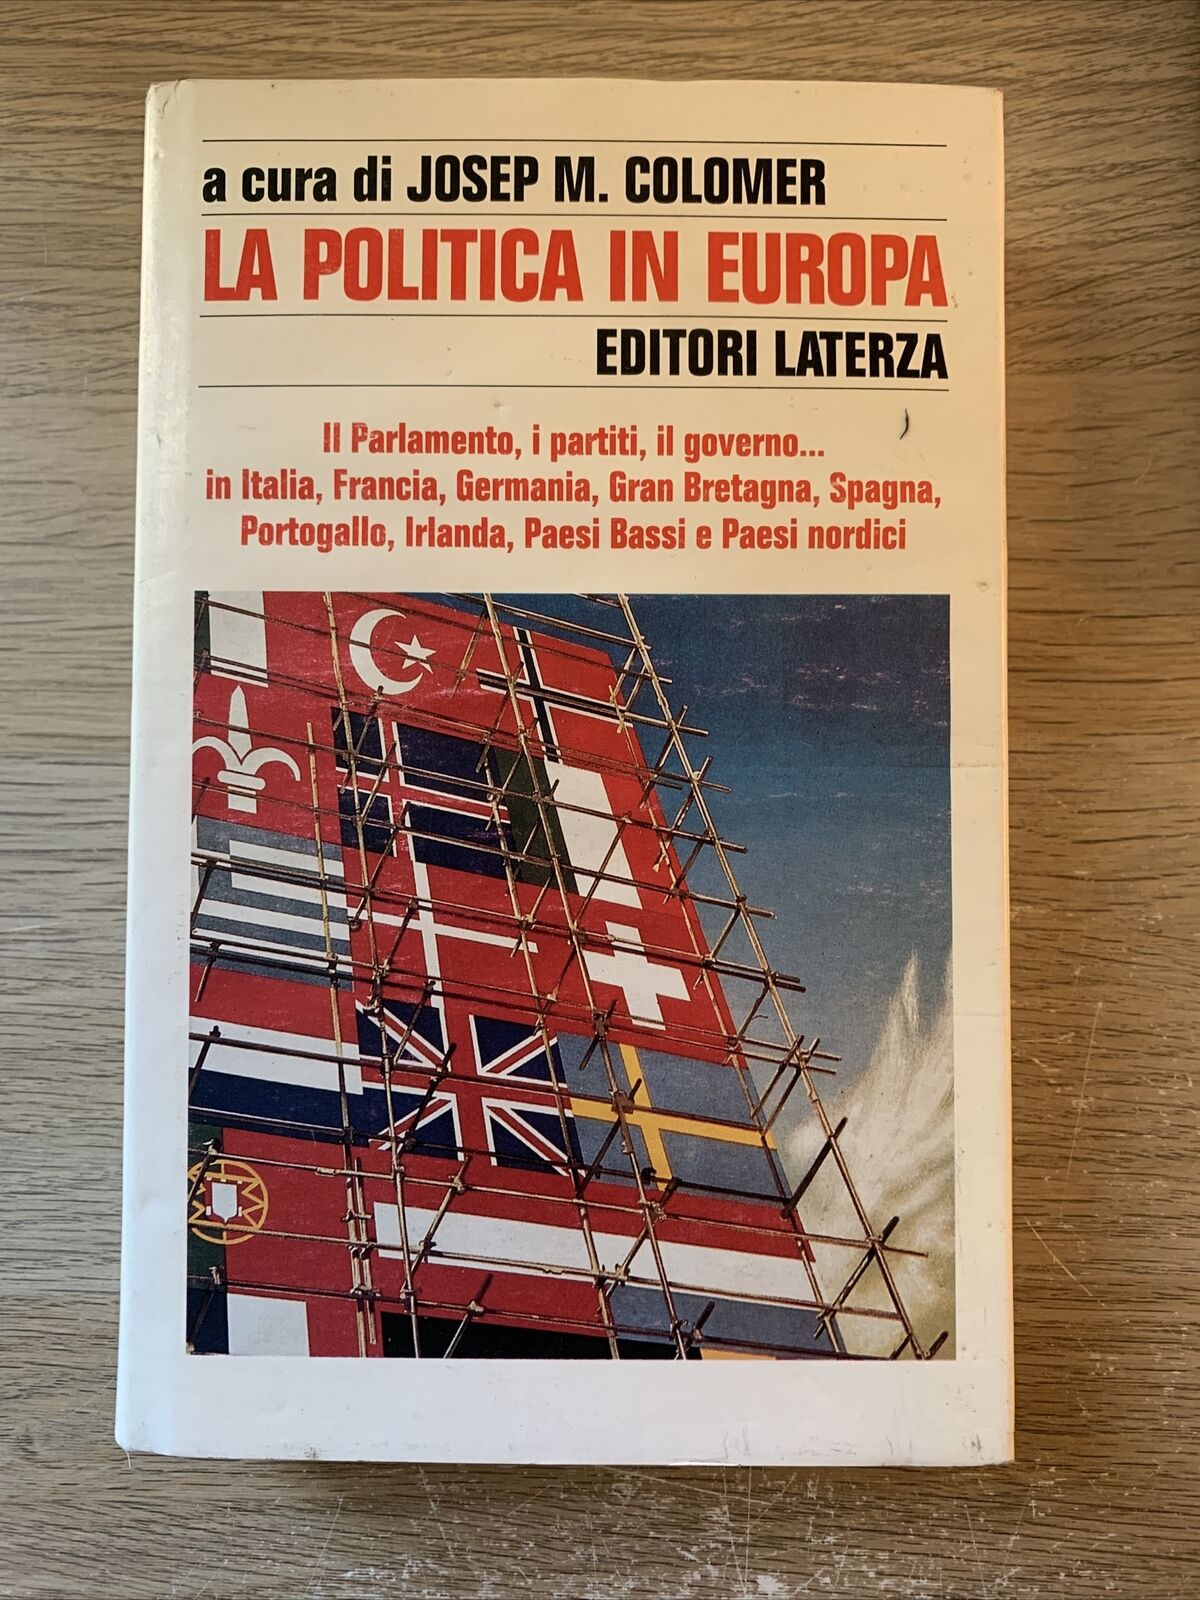 a cura di JOSEP M. COLOMER
LA POLITICA IN EUROPA
EDITORI LATERZA
Il Parlamento, i partiti, il governo...
in Italia, Francia, Germania, Gran Bretagna, Spagna,
Portogallo, Irlanda, Paesi Bassi e Paesi nordici